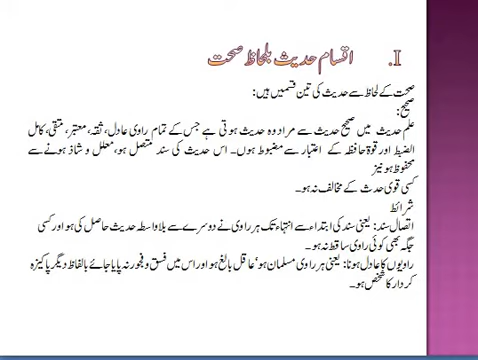 I. اقسام حدیث بلحاظ صحت
صحت کے لحاظ سے حدیث کی تین قسمیں ہیں:
صحیح:
علم حدیث میں صحیح حدیث سے مراد وہ حدیث ہوتی ہے جس کے تمام راوی عادل، ثقہ، معتبر، متقی، کامل
الضبط اور قوۃ حافظہ کے اعتبار سے مضبوط ہوں۔ اس حدیث کی سند متصل ہو، معلل و شاذ ہونے سے
محفوظ ہو نیز
کسی قوی حدث کے مخالف نہ ہو۔
شرائط
اتصال سند: یعنی سند کی ابتداء سے انتہاء تک ہر راوی نے دوسرے سے بلاواسطہ حدیث حاصل کی ہو اور کسی
جگہ بھی کوئی راوی ساقط نہ ہو۔
راویوں کا عادل ہونا: یعنی ہر راوی مسلمان ہو، عاقل بالغ ہو اور اس میں فسق و فجور نہ پایا جائے بالفاظ دیگر پاکیزہ
کردار کا شخص ہو۔